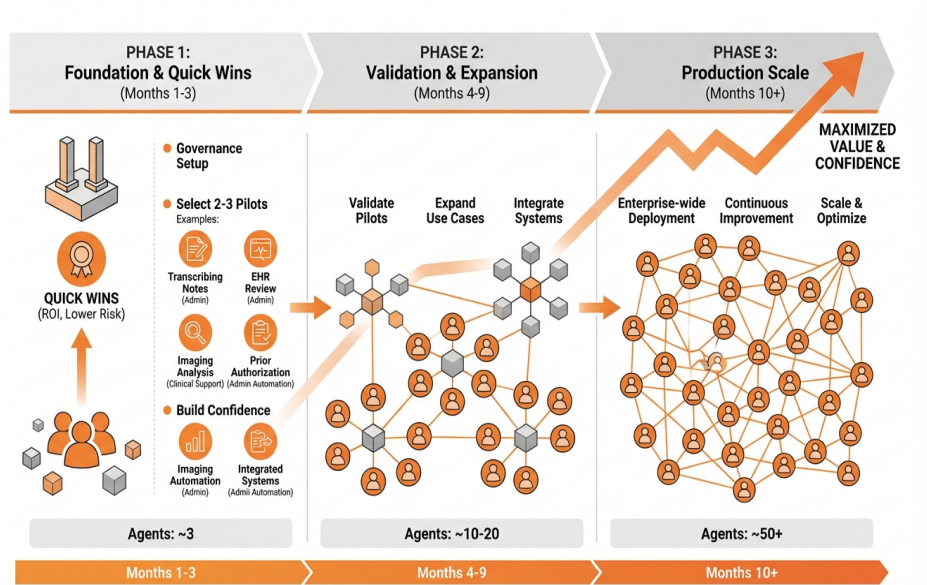 PHASE 1:
Foundation & Quick Wins
(Months 1-3)
PHASE 2:
Validation & Expansion
(Months 4-9)
PHASE 3:
Production Scale
(Months 10+)
MAXIMIZED
VALUE &
CONFIDENCE
QUICK WINS
(ROI, Lower Risk)
Governance
Setup
Select 2-3 Pilots
Examples:
Transcribing
Notes
(Admin)
EHR
Review
(Admin)
Imaging
Analysis
(Clinical Support)
Prior
Authorization
(Admin Automation)
Build Confidence
Imaging
Automation
(Admin)
Integrated
Systems
(Admii Automation)
Validate
Pilots
Expand
Use Cases
Integrate
Systems
Enterprise-wide
Deployment
Continuous
Improvement
Scale &
Optimize
Agents: ~3
Agents: ~10-20
Agents: ~50+
Months 1-3
Months 4-9
Months 10+